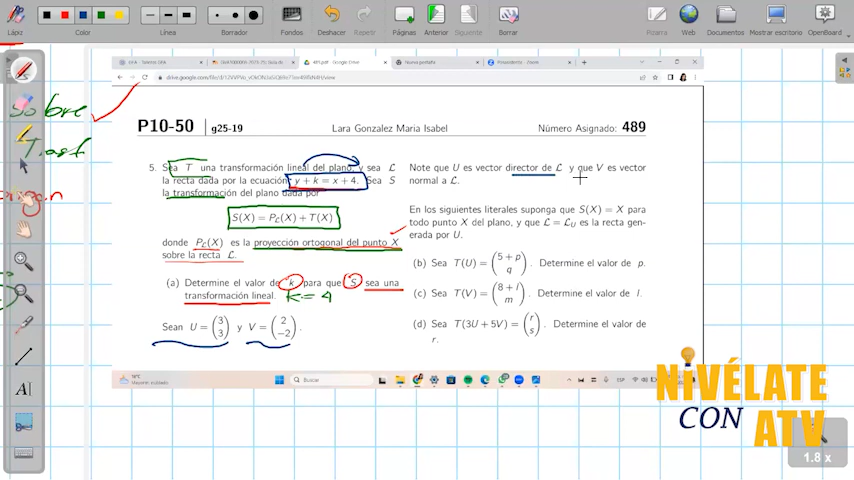 Lápiz
Color
Línea
Borrador
Fondos
Deshacer
Repetir
Páginas
Anterior
Siguiente
Borrar
Pizarra
Web
Documentos
Mostrar escritorio
OpenBoard
Nueva pestaña
Sobre
Trasf
P10-50 | g25-19
Lara Gonzalez Maria Isabel
Número Asignado: 489
5. Sea T una transformación lineal del plano, y sea ℒ
la recta dada por la ecuación y + k = x + 4. Sea S
la transformación del plano dada por
S(X) = P_ℒ(X) + T(X)
donde P_ℒ(X) es la proyección ortogonal del punto X
sobre la recta ℒ.
(a) Determine el valor de k para que S sea una
transformación lineal. K = 4
Sean U = (3 3) y V = (2 −2).
Note que U es vector director de ℒ y que V es vector
normal a ℒ.
En los siguientes literales suponga que S(X) = X para
todo punto X del plano, y que ℒ = ℒ_U es la recta gen-
erada por U.
(b) Sea T(U) = (5 + p q). Determine el valor de p.
(c) Sea T(V) = (8 + l m). Determine el valor de l.
(d) Sea T(3U + 5V) = (r s). Determine el valor de
r.
Buscar
NIVÉLATE
CON
ATV
1.8 x